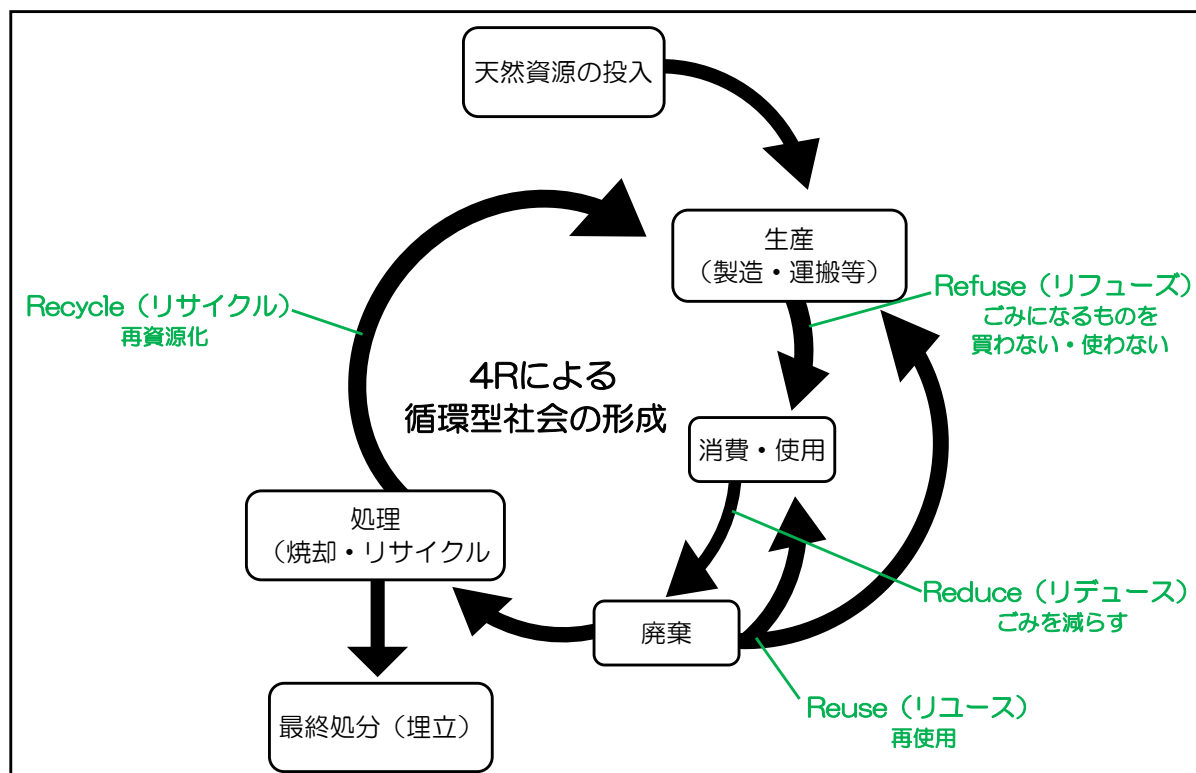 天然資源の投入
生産
（製造・運搬等）
Refuse（リフューズ）
ごみになるものを
買わない・使わない
Recycle（リサイクル）
再資源化
4Rによる
循環型社会の形成
消費・使用
処理
（焼却・リサイクル
Reduce（リデュース）
ごみを減らす
廃棄
Reuse（リユース）
再使用
最終処分（埋立）